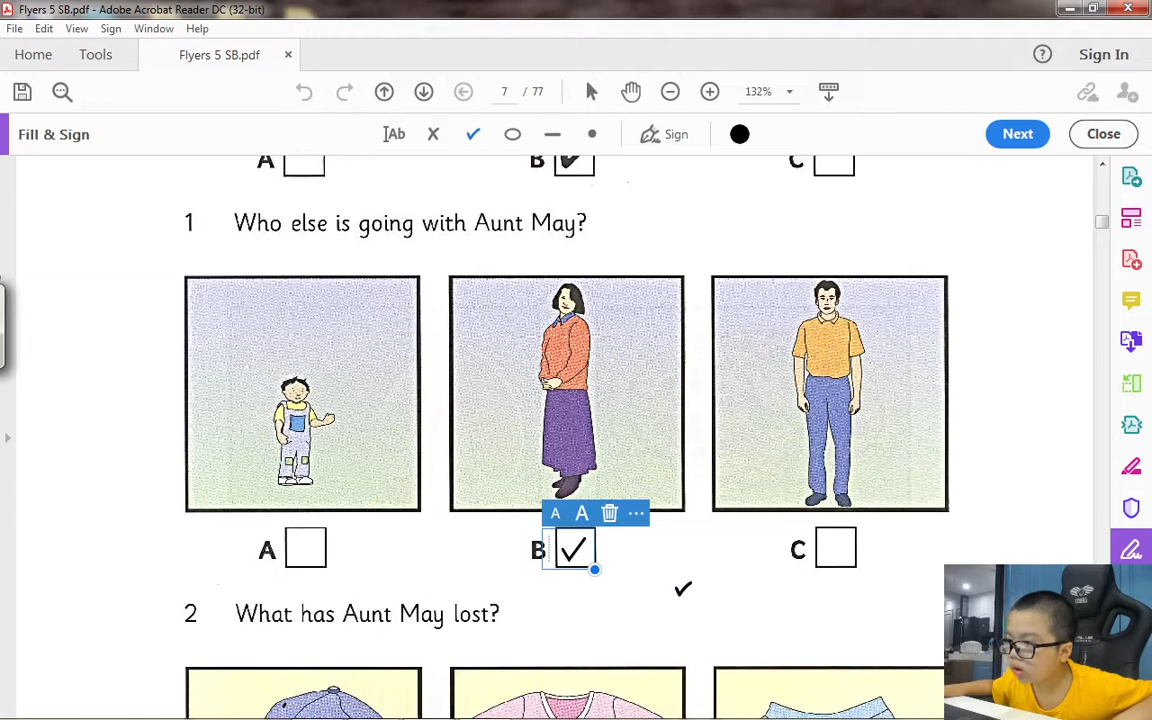 Flyers 5 SB.pdf - Adobe Acrobat Reader DC (32-bit)
File Edit View Sign Window Help
Home Tools Flyers 5 SB.pdf × Sign In
7 / 77 132%
Fill & Sign Ab Sign Next Close
A B C
1 Who else is going with Aunt May?
A A ...
A B C
2 What has Aunt May lost?